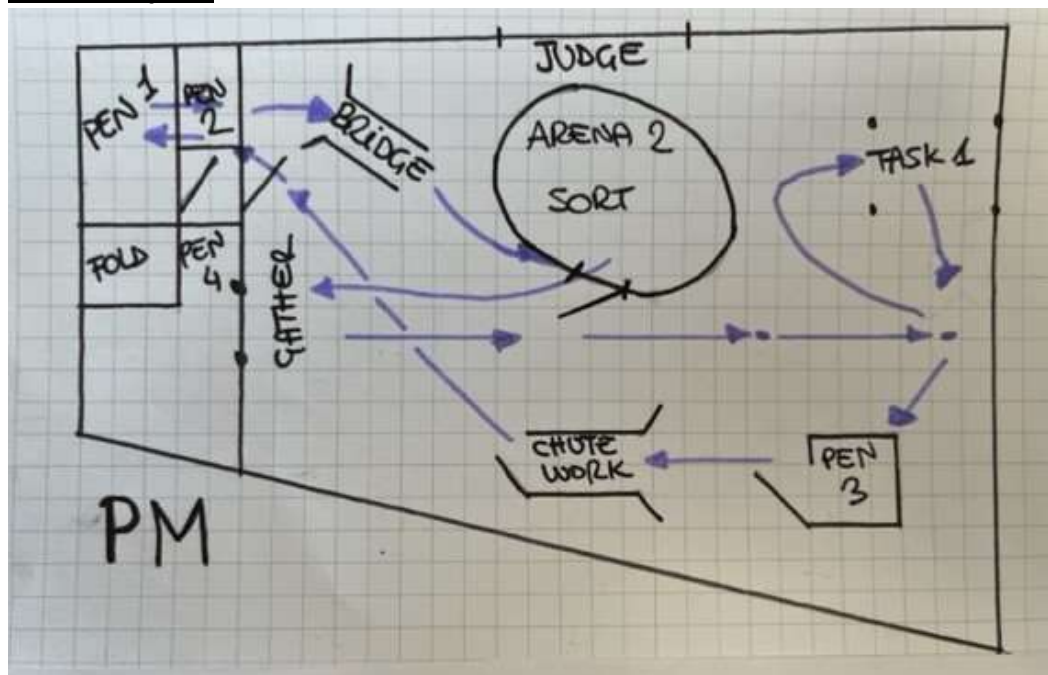 JUDGE
PEN 1
PEN
2
BRIDGE
ARENA 2
SORT
TASK 1
FOLD
PEN
4
GATHER
CHUTE
WORK
PEN
3
PM